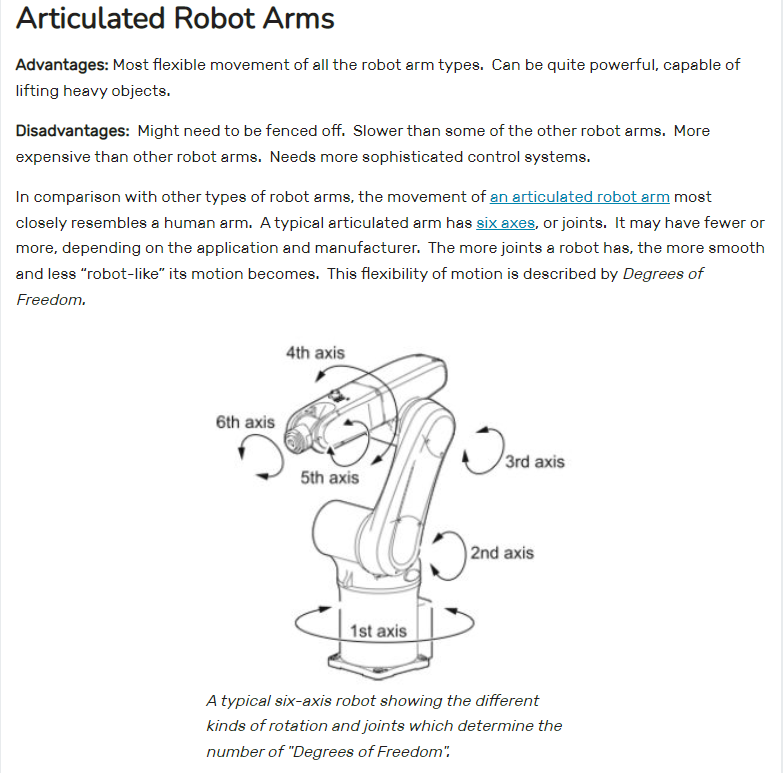 Articulated Robot Arms
Advantages: Most flexible movement of all the robot arm types. Can be quite powerful, capable of
lifting heavy objects.
Disadvantages: Might need to be fenced off. Slower than some of the other robot arms. More
expensive than other robot arms. Needs more sophisticated control systems.
In comparison with other types of robot arms, the movement of an articulated robot arm most
closely resembles a human arm. A typical articulated arm has six axes, or joints. It may have fewer or
more, depending on the application and manufacturer. The more joints a robot has, the more smooth
and less “robot-like” its motion becomes. This flexibility of motion is described by Degrees of
Freedom.
4th axis
6th axis
3rd axis
5th axis
2nd axis
1st axis
A typical six-axis robot showing the different
kinds of rotation and joints which determine the
number of "Degrees of Freedom".